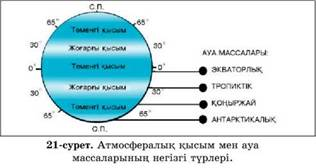 С.П.
65° 65°
Төменгі қысым
30° 30°
Жоғарғы қысым
АУА МАССАЛАРЫ:
0° Төменгі қысым 0°
ЭКВАТОРЛЫҚ
Жоғарғы қысым
ТРОПИКТІК
30° 30°
ҚОҢЫРЖАЙ
Төменгі қысым
65° 65°
АНТАРКТИКАЛЫҚ
О.П.
21-сурет. Атмосфералық қысым мен ауа
массаларының негізгі түрлері.